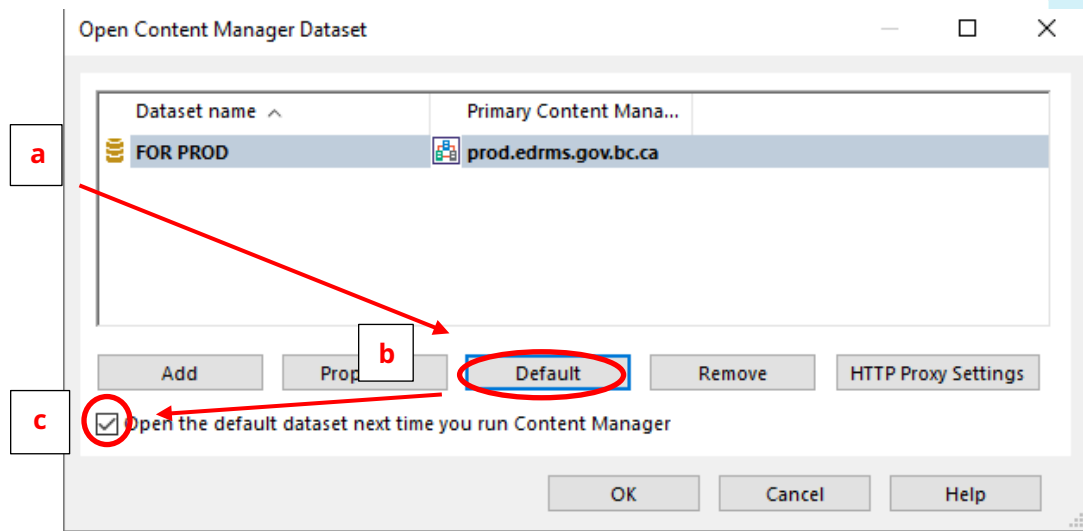 Open Content Manager Dataset
Dataset name Primary Content Mana...
a
FOR PROD prod.edrms.gov.bc.ca
b
Add Prop Default Remove HTTP Proxy Settings
c
Open the default dataset next time you run Content Manager
OK Cancel Help